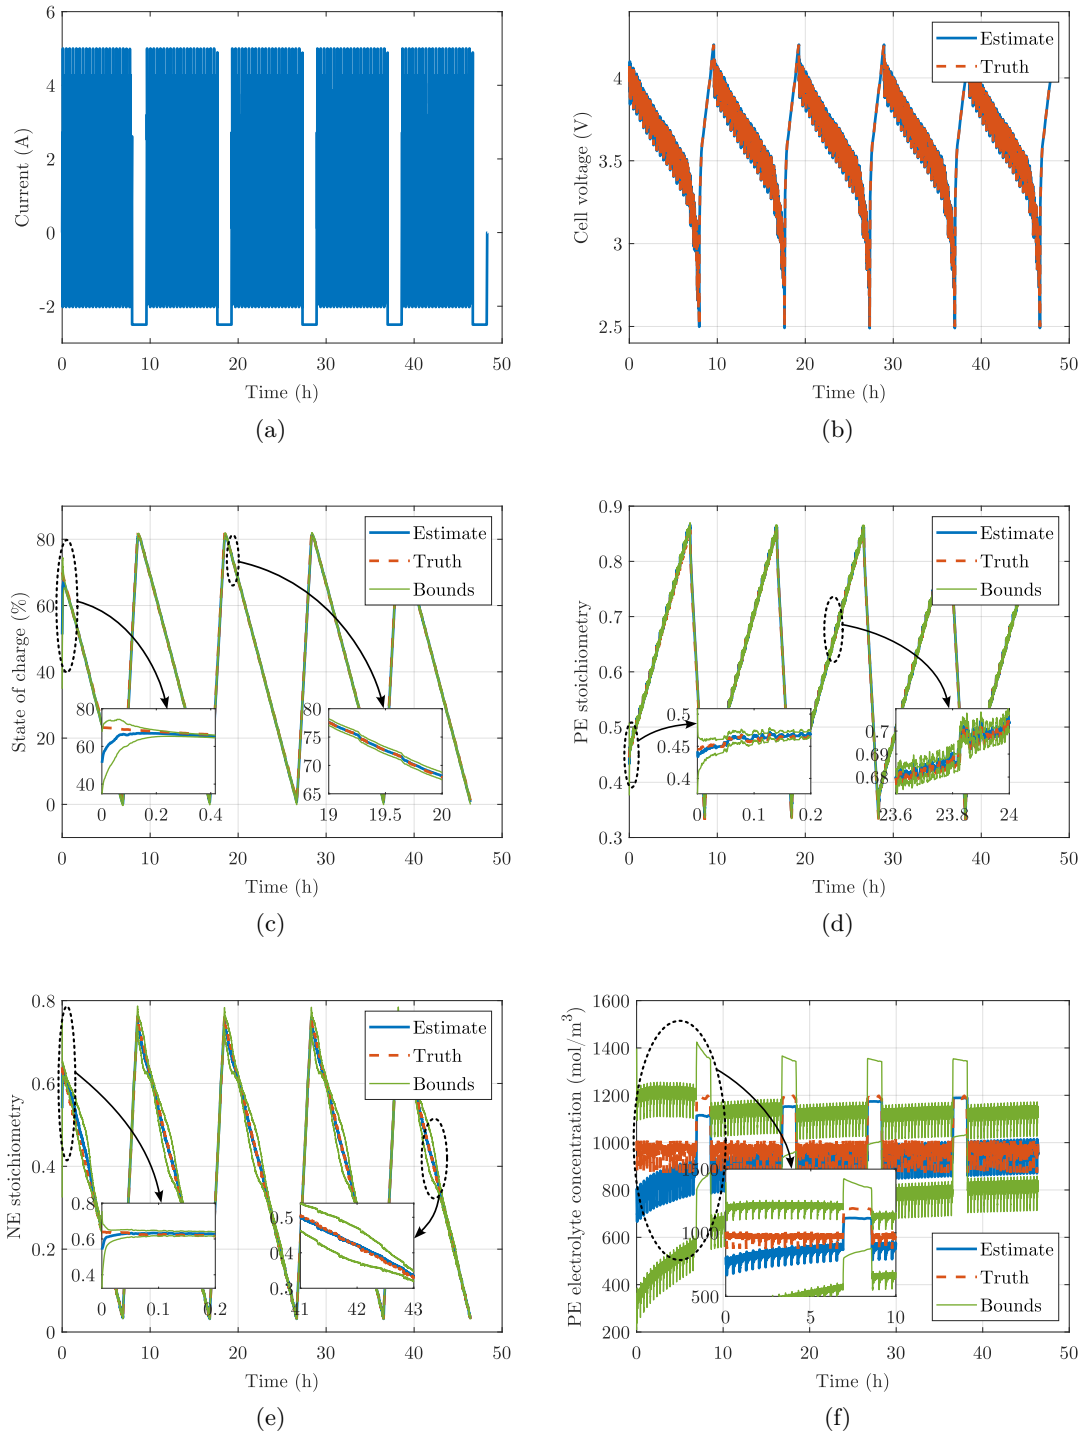 6
4
2
0
-2
Current (A)
0 10 20 30 40 50
Time (h)
(a)
4
3.5
3
2.5
Cell voltage (V)
Estimate
Truth
0 10 20 30 40 50
Time (h)
(b)
80
60
40
20
0
State of charge (%)
Estimate
Truth
Bounds
80
60
40
0 0.2 0.4
80
75
70
65
19 19.5 20
0 10 20 30 40 50
Time (h)
(c)
0.9
0.8
0.7
0.6
0.5
0.4
0.3
PE stoichiometry
Estimate
Truth
Bounds
0.5
0.45
0.4
0 0.1 0.2
0.7
0.69
0.68
23.6 23.8 24
0 10 20 30 40 50
Time (h)
(d)
0.8
0.6
0.4
0.2
0
NE stoichiometry
Estimate
Truth
Bounds
0.8
0.6
0.4
0 0.1 0.2
0.5
0.4
0.3
41 42 43
0 10 20 30 40 50
Time (h)
(e)
1600
1400
1200
1000
800
600
400
200
PE electrolyte concentration (mol/m³)
1500
1000
500
0 5 10
Estimate
Truth
Bounds
0 10 20 30 40 50
Time (h)
(f)